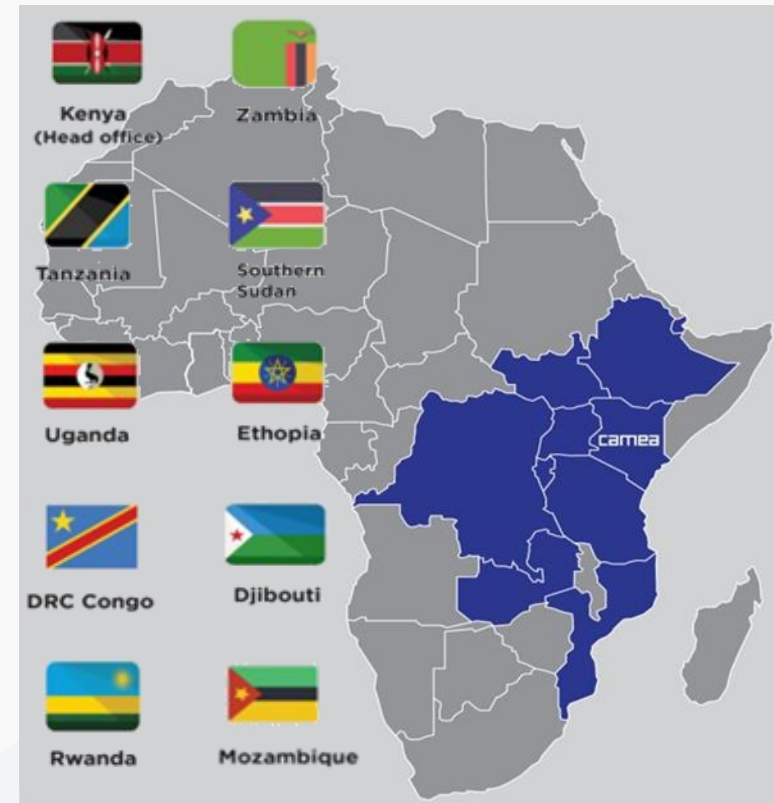 Kenya
(Head office)
Zambia
Tanzania
Southern
Sudan
Uganda
Ethopia
camea
DRC Congo
Djibouti
Rwanda
Mozambique